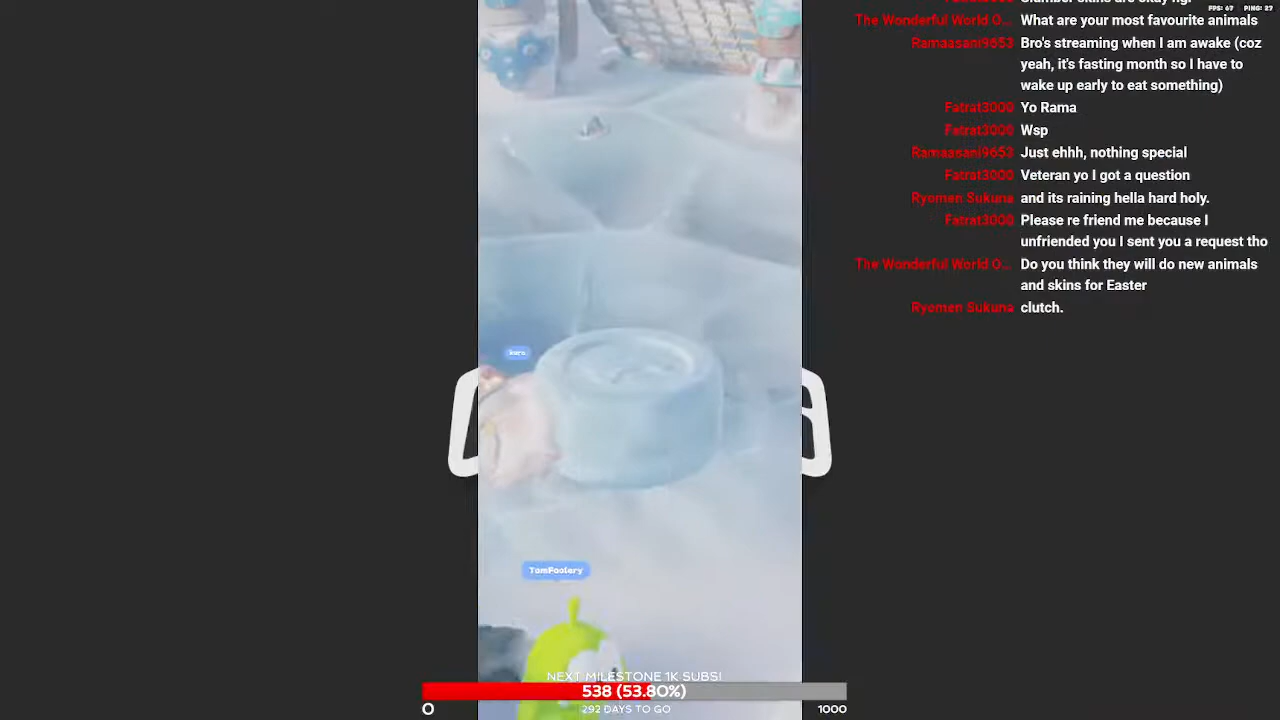 FPS: 67 PING: 27
The Wonderful World O... What are your most favourite animals
Ramaasani9653 Bro's streaming when I am awake (coz
yeah, it's fasting month so I have to
wake up early to eat something)
Fatrat3000 Yo Rama
Fatrat3000 Wsp
Ramaasani9653 Just ehhh, nothing special
Fatrat3000 Veteran yo I got a question
Ryomen Sukuna and its raining hella hard holy.
Fatrat3000 Please re friend me because I
unfriended you I sent you a request tho
The Wonderful World O... Do you think they will do new animals
and skins for Easter
Ryomen Sukuna clutch.
TomFoolery
NEXT MILESTONE 1K SUBS!
538 (53.80%)
0 292 DAYS TO GO 1000